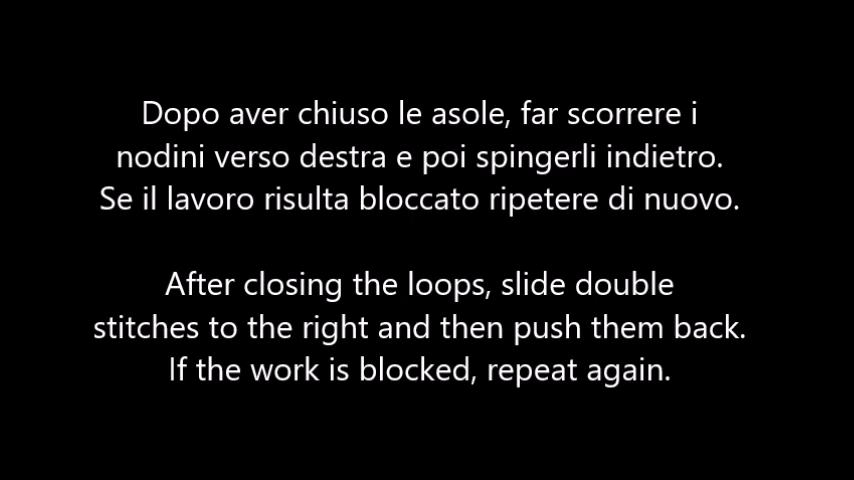 Dopo aver chiuso le asole, far scorrere i
nodini verso destra e poi spingerli indietro.
Se il lavoro risulta bloccato ripetere di nuovo.
After closing the loops, slide double
stitches to the right and then push them back.
If the work is blocked, repeat again.